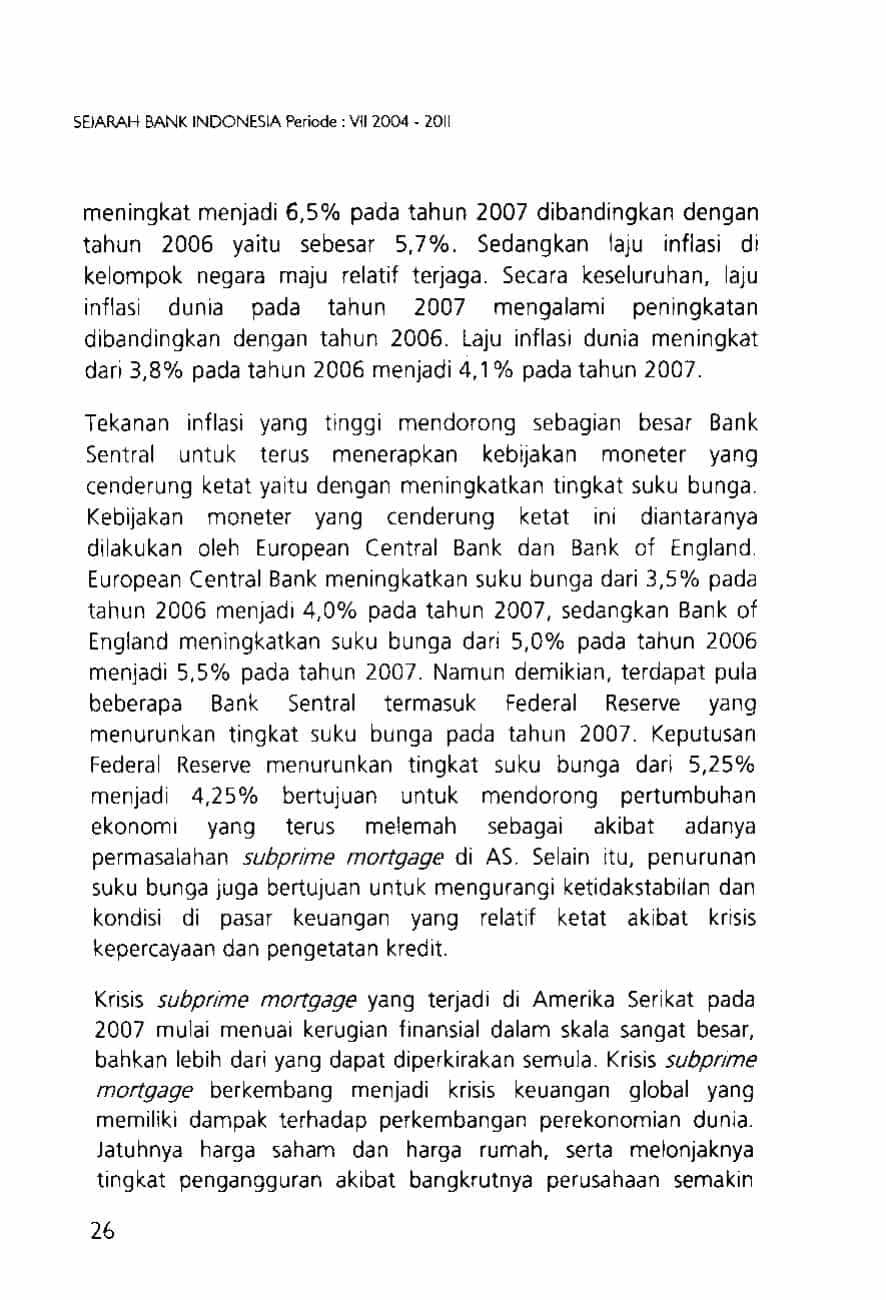 SEJARAH BANK INDONESIA Periode : VII 2004 - 2011
meningkat menjadi 6,5% pada tahun 2007 dibandingkan dengan
tahun 2006 yaitu sebesar 5,7%. Sedangkan laju inflasi di
kelompok negara maju relatif terjaga. Secara keseluruhan, laju
inflasi dunia pada tahun 2007 mengalami peningkatan
dibandingkan dengan tahun 2006. Laju inflasi dunia meningkat
dari 3,8% pada tahun 2006 menjadi 4,1% pada tahun 2007.
Tekanan inflasi yang tinggi mendorong sebagian besar Bank
Sentral untuk terus menerapkan kebijakan moneter yang
cenderung ketat yaitu dengan meningkatkan tingkat suku bunga.
Kebijakan moneter yang cenderung ketat ini diantaranya
dilakukan oleh European Central Bank dan Bank of England.
European Central Bank meningkatkan suku bunga dari 3,5% pada
tahun 2006 menjadi 4,0% pada tahun 2007, sedangkan Bank of
England meningkatkan suku bunga dari 5,0% pada tahun 2006
menjadi 5,5% pada tahun 2007. Namun demikian, terdapat pula
beberapa Bank Sentral termasuk Federal Reserve yang
menurunkan tingkat suku bunga pada tahun 2007. Keputusan
Federal Reserve menurunkan tingkat suku bunga dari 5,25%
menjadi 4,25% bertujuan untuk mendorong pertumbuhan
ekonomi yang terus melemah sebagai akibat adanya
permasalahan subprime mortgage di AS. Selain itu, penurunan
suku bunga juga bertujuan untuk mengurangi ketidakstabilan dan
kondisi di pasar keuangan yang relatif ketat akibat krisis
kepercayaan dan pengetatan kredit.
Krisis subprime mortgage yang terjadi di Amerika Serikat pada
2007 mulai menuai kerugian finansial dalam skala sangat besar,
bahkan lebih dari yang dapat diperkirakan semula. Krisis subprime
mortgage berkembang menjadi krisis keuangan global yang
memiliki dampak terhadap perkembangan perekonomian dunia.
Jatuhnya harga saham dan harga rumah, serta melonjaknya
tingkat pengangguran akibat bangkrutnya perusahaan semakin
26